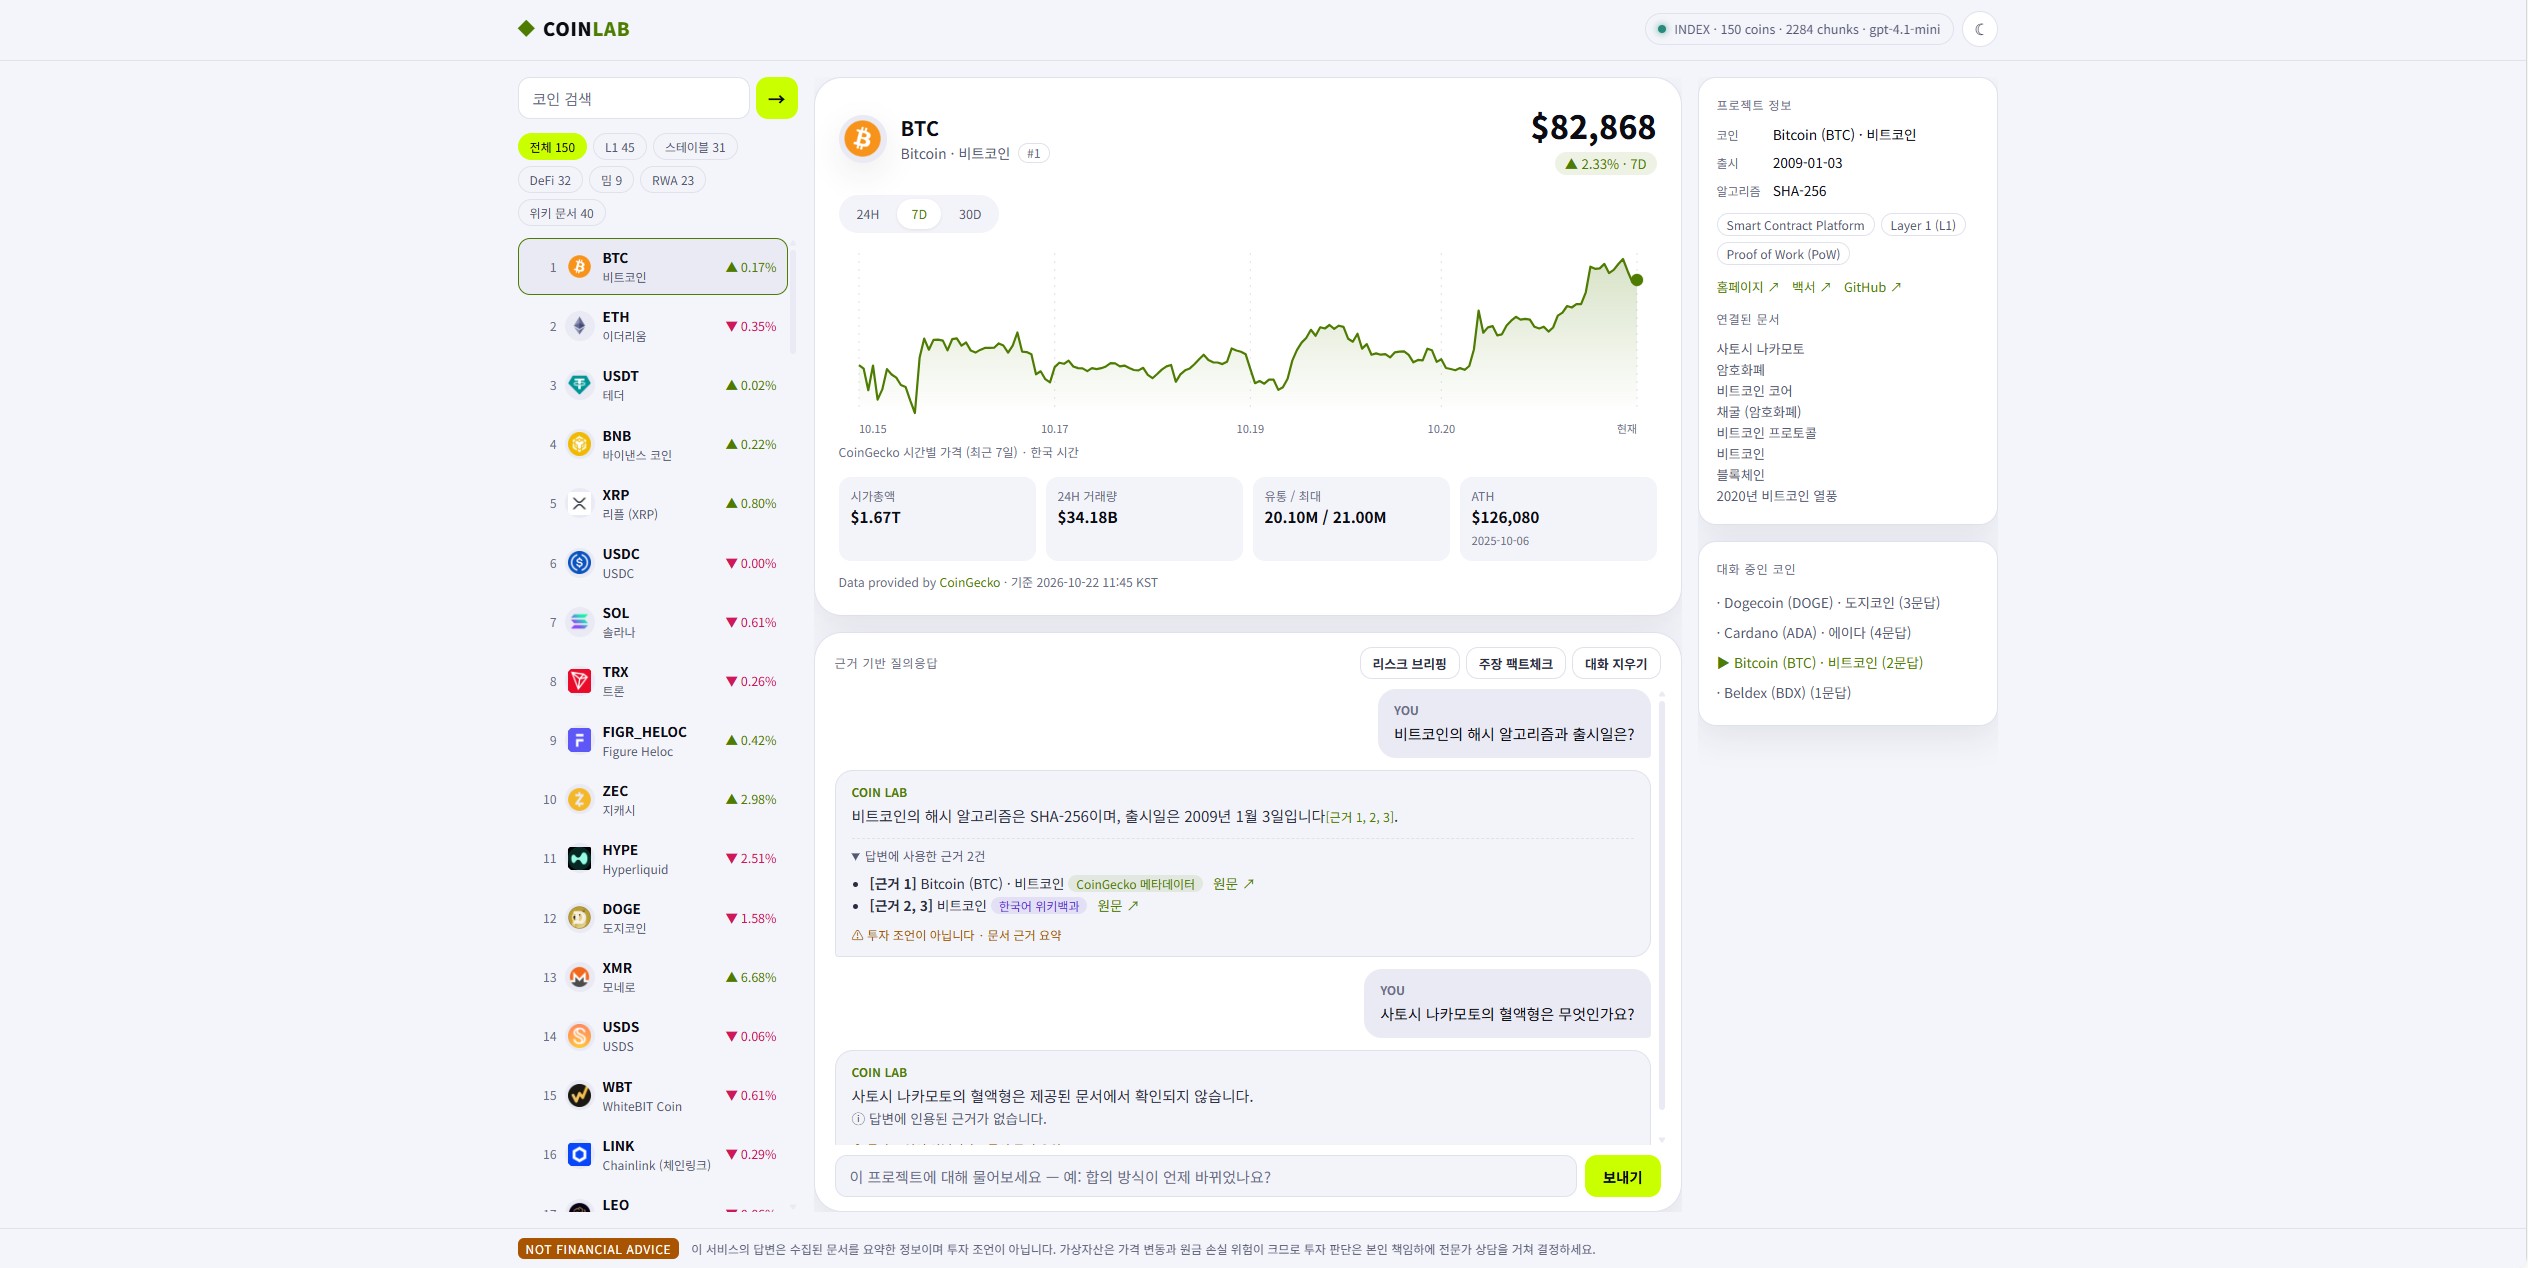 COINLAB
INDEX · 150 coins · 2284 chunks · gpt-4.1-mini
코인 검색
→
전체 150
L1 45
스테이블 31
DeFi 32
밈 9
RWA 23
위키 문서 40
1 BTC ▲ 0.17%
비트코인
2 ETH ▼ 0.35%
이더리움
3 USDT ▲ 0.02%
테더
4 BNB ▲ 0.22%
바이낸스 코인
5 XRP ▲ 0.80%
리플 (XRP)
6 USDC ▼ 0.00%
USDC
7 SOL ▼ 0.61%
솔라나
8 TRX ▼ 0.26%
트론
9 FIGR_HELOC ▲ 0.42%
Figure Heloc
10 ZEC ▲ 2.98%
지캐시
11 HYPE ▼ 2.51%
Hyperliquid
12 DOGE ▼ 1.58%
도지코인
13 XMR ▲ 6.68%
모네로
14 USDS ▼ 0.06%
USDS
15 WBT ▼ 0.61%
WhiteBIT Coin
16 LINK ▼ 0.29%
Chainlink (체인링크)
LEO
BTC
Bitcoin · 비트코인 #1
$82,868
▲ 2.33% · 7D
24H 7D 30D
10.15 10.17 10.19 10.20 현재
CoinGecko 시간별 가격 (최근 7일) · 한국 시간
시가총액
$1.67T
24H 거래량
$34.18B
유통 / 최대
20.10M / 21.00M
ATH
$126,080
2025-10-06
Data provided by CoinGecko · 기준 2026-10-22 11:45 KST
근거 기반 질의응답
리스크 브리핑
주장 팩트체크
대화 지우기
YOU
비트코인의 해시 알고리즘과 출시일은?
COIN LAB
비트코인의 해시 알고리즘은 SHA-256이며, 출시일은 2009년 1월 3일입니다[근거 1, 2, 3].
▼ 답변에 사용한 근거 2건
• [근거 1] Bitcoin (BTC) · 비트코인 CoinGecko 메타데이터 원문 ↗
• [근거 2, 3] 비트코인 한국어 위키백과 원문 ↗
⚠ 투자 조언이 아닙니다 · 문서 근거 요약
YOU
사토시 나카모토의 혈액형은 무엇인가요?
COIN LAB
사토시 나카모토의 혈액형은 제공된 문서에서 확인되지 않습니다.
ⓘ 답변에 인용된 근거가 없습니다.
이 프로젝트에 대해 물어보세요 — 예: 합의 방식이 언제 바뀌었나요?
보내기
프로젝트 정보
코인 Bitcoin (BTC) · 비트코인
출시 2009-01-03
알고리즘 SHA-256
Smart Contract Platform
Layer 1 (L1)
Proof of Work (PoW)
홈페이지 ↗ 백서 ↗ GitHub ↗
연결된 문서
사토시 나카모토
암호화폐
비트코인 코어
채굴 (암호화폐)
비트코인 프로토콜
비트코인
블록체인
2020년 비트코인 열풍
대화 중인 코인
· Dogecoin (DOGE) · 도지코인 (3문답)
· Cardano (ADA) · 에이다 (4문답)
▶ Bitcoin (BTC) · 비트코인 (2문답)
· Beldex (BDX) (1문답)
NOT FINANCIAL ADVICE
이 서비스의 답변은 수집된 문서를 요약한 정보이며 투자 조언이 아닙니다. 가상자산은 가격 변동과 원금 손실 위험이 크므로 투자 판단은 본인 책임하에 전문가 상담을 거쳐 결정하세요.